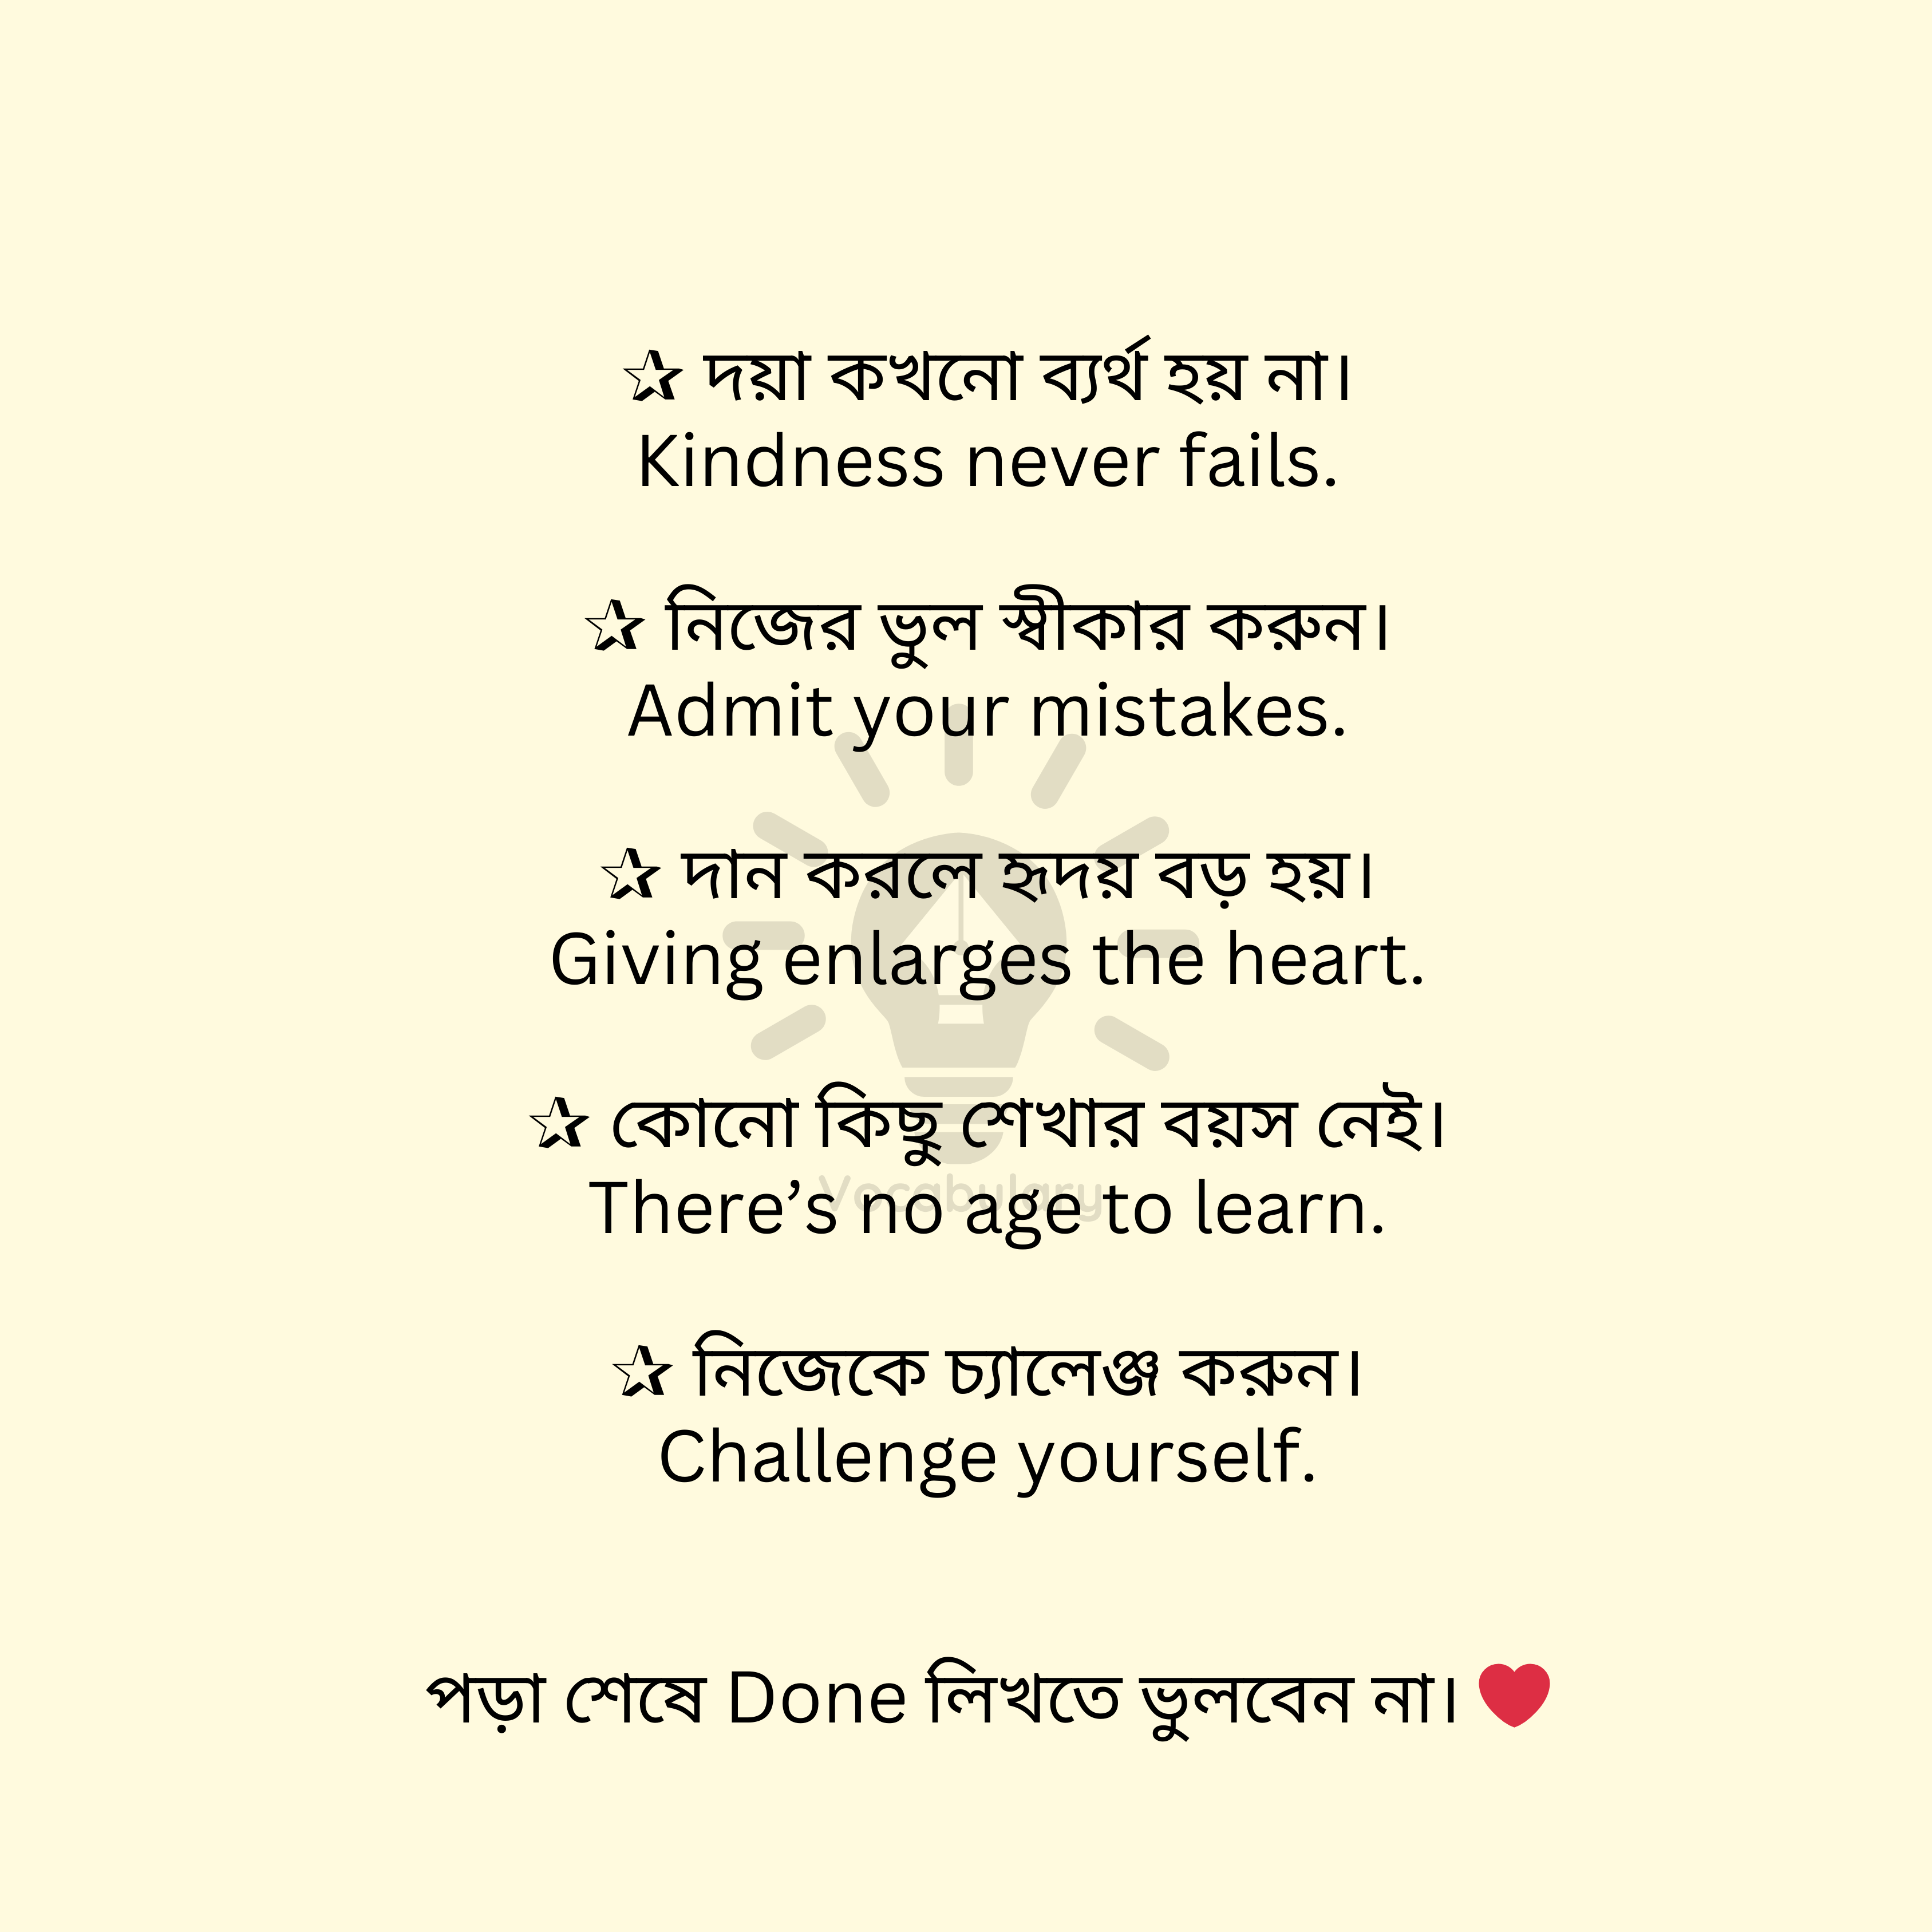 ☆ দয়া কখনো ব্যর্থ হয় না।
Kindness never fails.
☆ নিজের ভুল স্বীকার করুন।
Admit your mistakes.
☆ দান করলে হৃদয় বড় হয়।
Giving enlarges the heart.
☆ কোনো কিছু শেখার বয়স নেই।
There’s no age to learn.
Vocabulary
☆ নিজেকে চ্যালেঞ্জ করুন।
Challenge yourself.
পড়া শেষে Done লিখতে ভুলবেন না। ❤